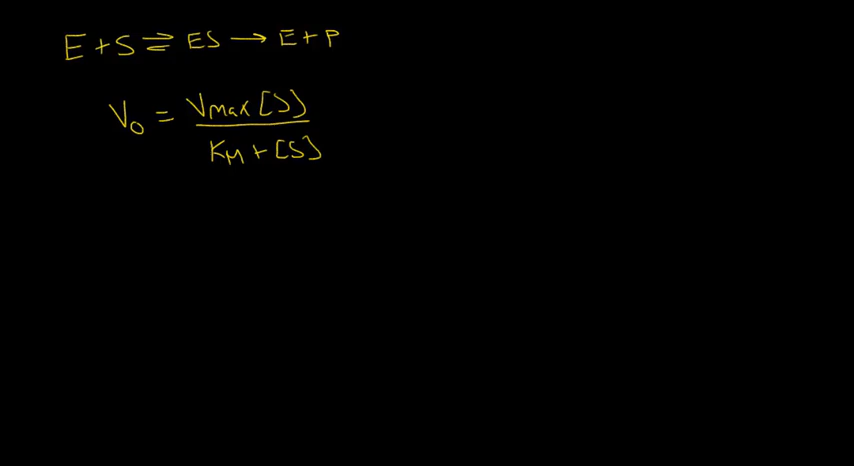 E + S ⇌ ES → E + P
V₀ = Vmax [S] / KM + [S]